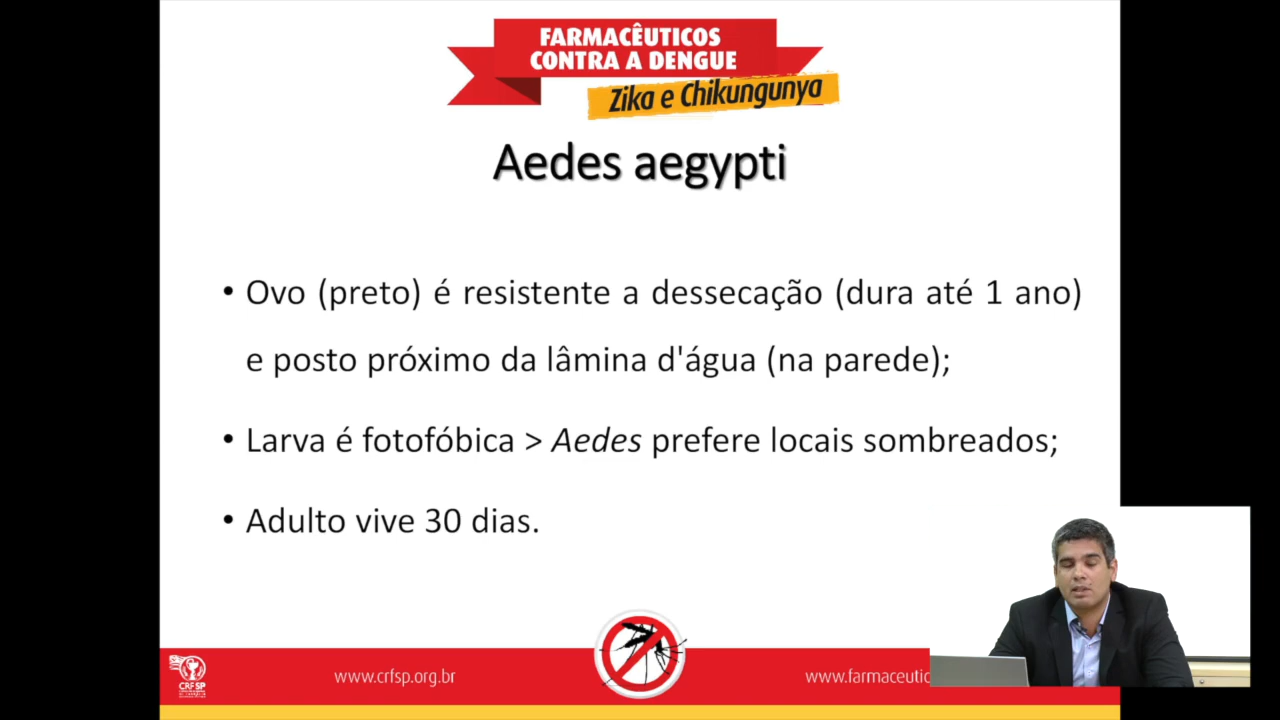 FARMACÊUTICOS
CONTRA A DENGUE
Zika e Chikungunya
Aedes aegypti
• Ovo (preto) é resistente a dessecação (dura até 1 ano)
e posto próximo da lâmina d'água (na parede);
• Larva é fotofóbica > Aedes prefere locais sombreados;
• Adulto vive 30 dias.
CRF SP
www.crfsp.org.br
www.farmaceutic